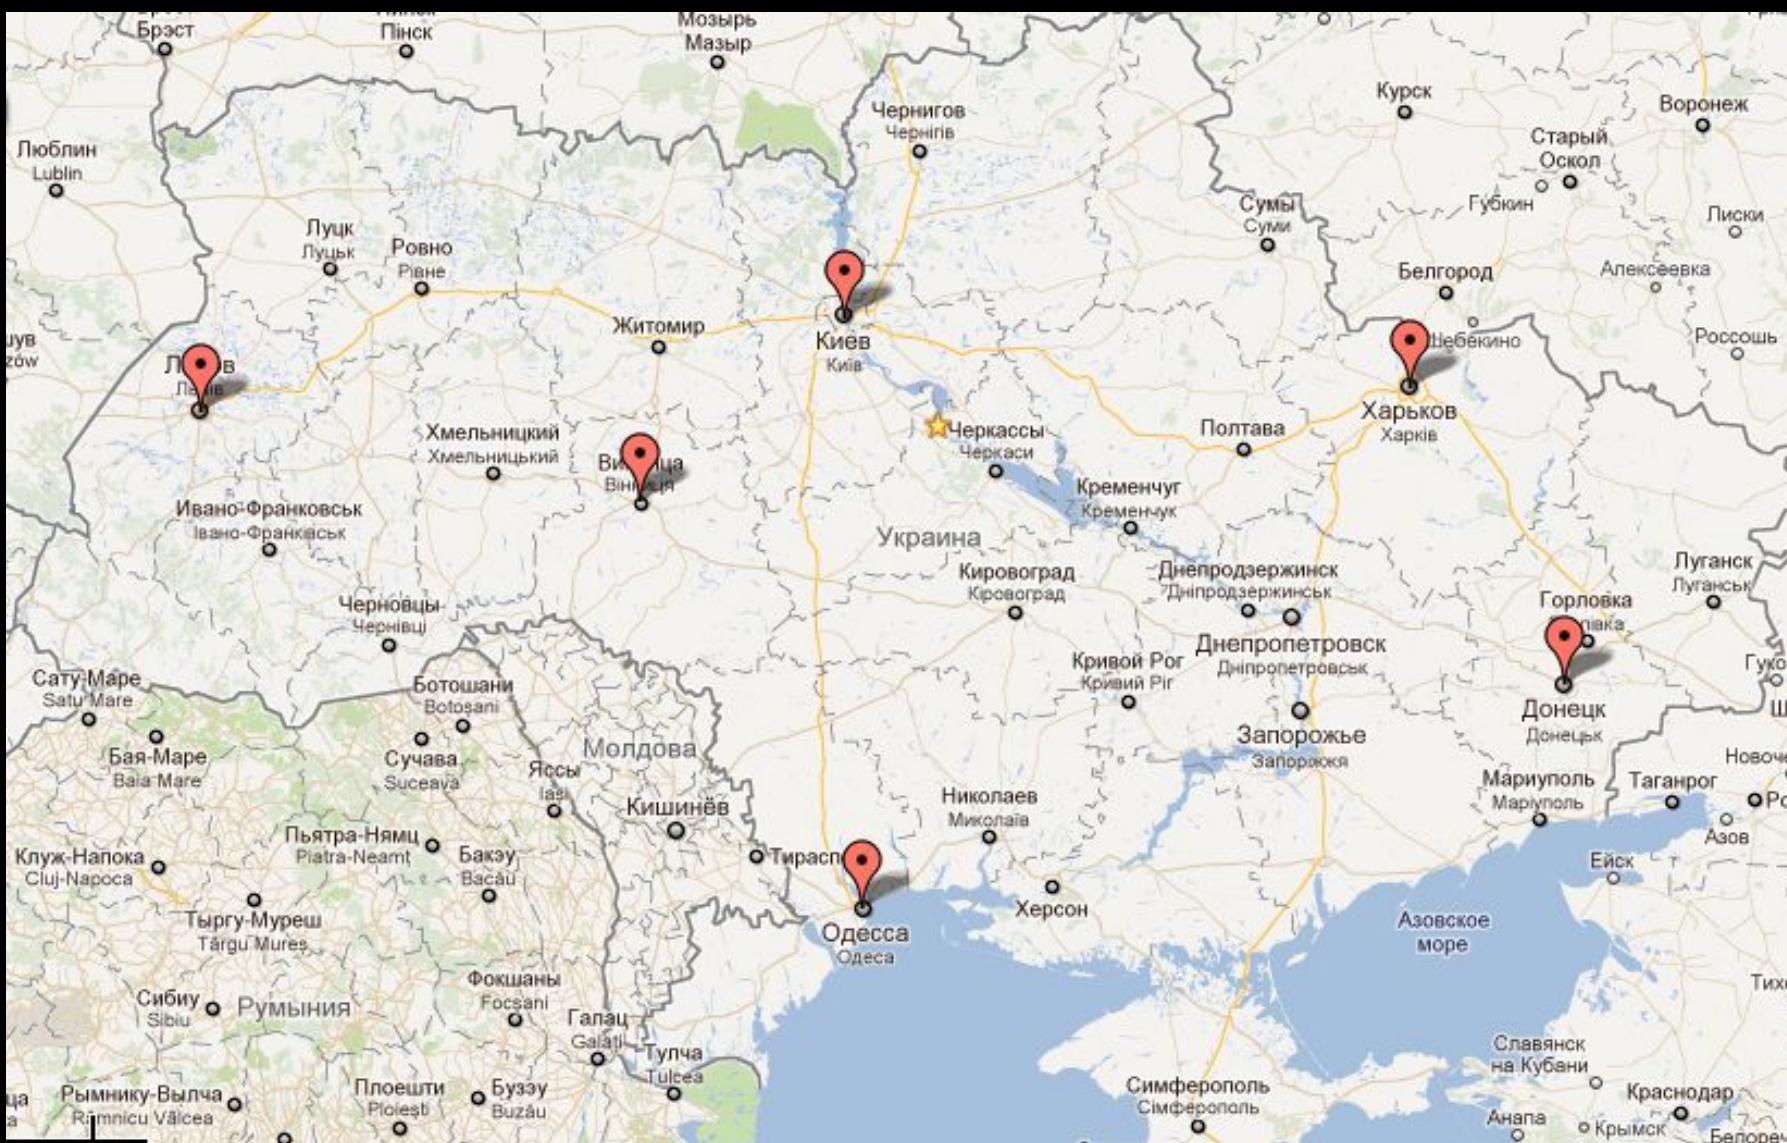 Брэст
Пінск
Мозырь
Мазыр
Чернигов
Чернігів
Курск
Воронеж
Старый
Оскол
Губкин
Лиски
Люблин
Lublin
Луцк
Луцьк
Ровно
Рівне
Сумы
Суми
Белгород
Алексеевка
Житомир
Киев
Київ
Шебекино
Россошь
Харьков
Харків
Хмельницкий
Хмельницький
Черкассы
Черкаси
Полтава
Кременчуг
Кременчук
Ивано-Франковськ
Івано-Франківськ
Украина
Кировоград
Кіровоград
Днепродзержинск
Дніпродзержинськ
Луганск
Луганськ
Горловка
Черновцы
Чернівці
Днепропетровск
Дніпропетровськ
Кривой Рог
Кривий Ріг
Сату-Маре
Satu Mare
Ботошани
Botoșani
Донецк
Донецьк
Запорожье
Запоріжжя
Молдова
Бая-Маре
Baia Mare
Сучава
Suceava
Яссы
Iași
Кишинёв
Николаев
Миколаїв
Мариуполь
Маріуполь
Таганрог
Азов
Ейск
Пьятра-Нямц
Piatra-Neamț
Клуж-Напока
Cluj-Napoca
Бакэу
Bacău
Херсон
Тыргу-Муреш
Târgu Mureș
Одесса
Одеса
Азовское
море
Фокшаны
Focșani
Сибиу
Sibiu
Румыния
Галац
Galați
Тулча
Tulcea
Славянск
на Кубани
Рымнику-Вылча
Râmnicu Vâlcea
Плоешти
Ploiești
Бузэу
Buzău
Симферополь
Сімферополь
Краснодар
Анапа
Крымск